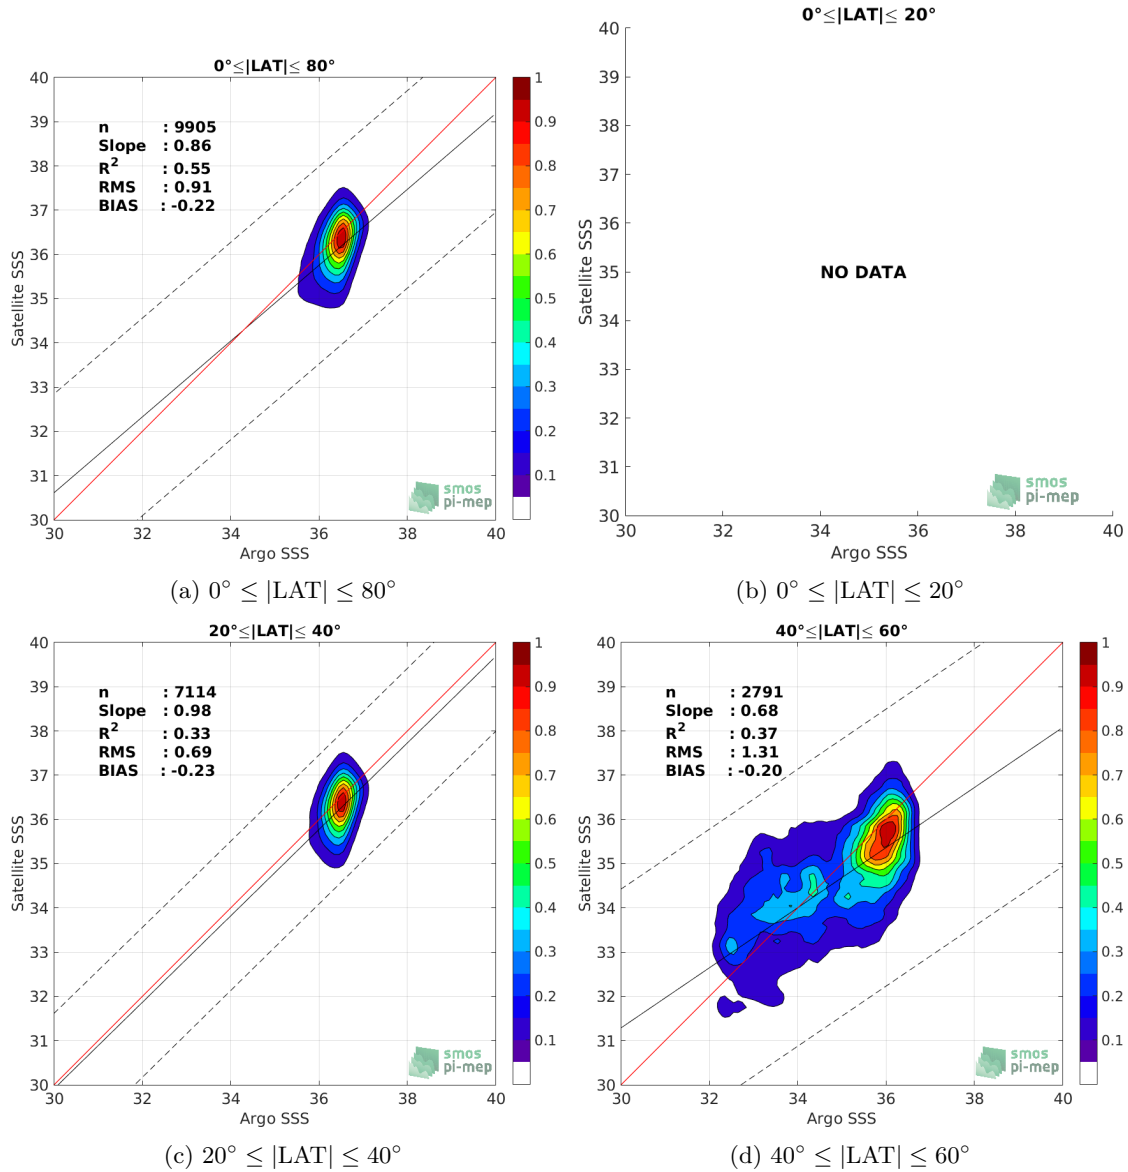 0°≤|LAT|≤ 80°
40
39
38
37
36
35
34
33
32
31
30
Satellite SSS
n : 9905
Slope : 0.86
R2 : 0.55
RMS : 0.91
BIAS : -0.22
1
0.9
0.8
0.7
0.6
0.5
0.4
0.3
0.2
0.1
smos
pi-mep
30 32 34 36 38 40
Argo SSS
(a) 0° ≤ |LAT| ≤ 80°
0°≤|LAT|≤ 20°
40
39
38
37
36
35
34
33
32
31
30
Satellite SSS
NO DATA
smos
pi-mep
30 32 34 36 38 40
Argo SSS
(b) 0° ≤ |LAT| ≤ 20°
20°≤|LAT|≤ 40°
40
39
38
37
36
35
34
33
32
31
30
Satellite SSS
n : 7114
Slope : 0.98
R2 : 0.33
RMS : 0.69
BIAS : -0.23
1
0.9
0.8
0.7
0.6
0.5
0.4
0.3
0.2
0.1
smos
pi-mep
30 32 34 36 38 40
Argo SSS
(c) 20° ≤ |LAT| ≤ 40°
40°≤|LAT|≤ 60°
40
39
38
37
36
35
34
33
32
31
30
Satellite SSS
n : 2791
Slope : 0.68
R2 : 0.37
RMS : 1.31
BIAS : -0.20
1
0.9
0.8
0.7
0.6
0.5
0.4
0.3
0.2
0.1
smos
pi-mep
30 32 34 36 38 40
Argo SSS
(d) 40° ≤ |LAT| ≤ 60°